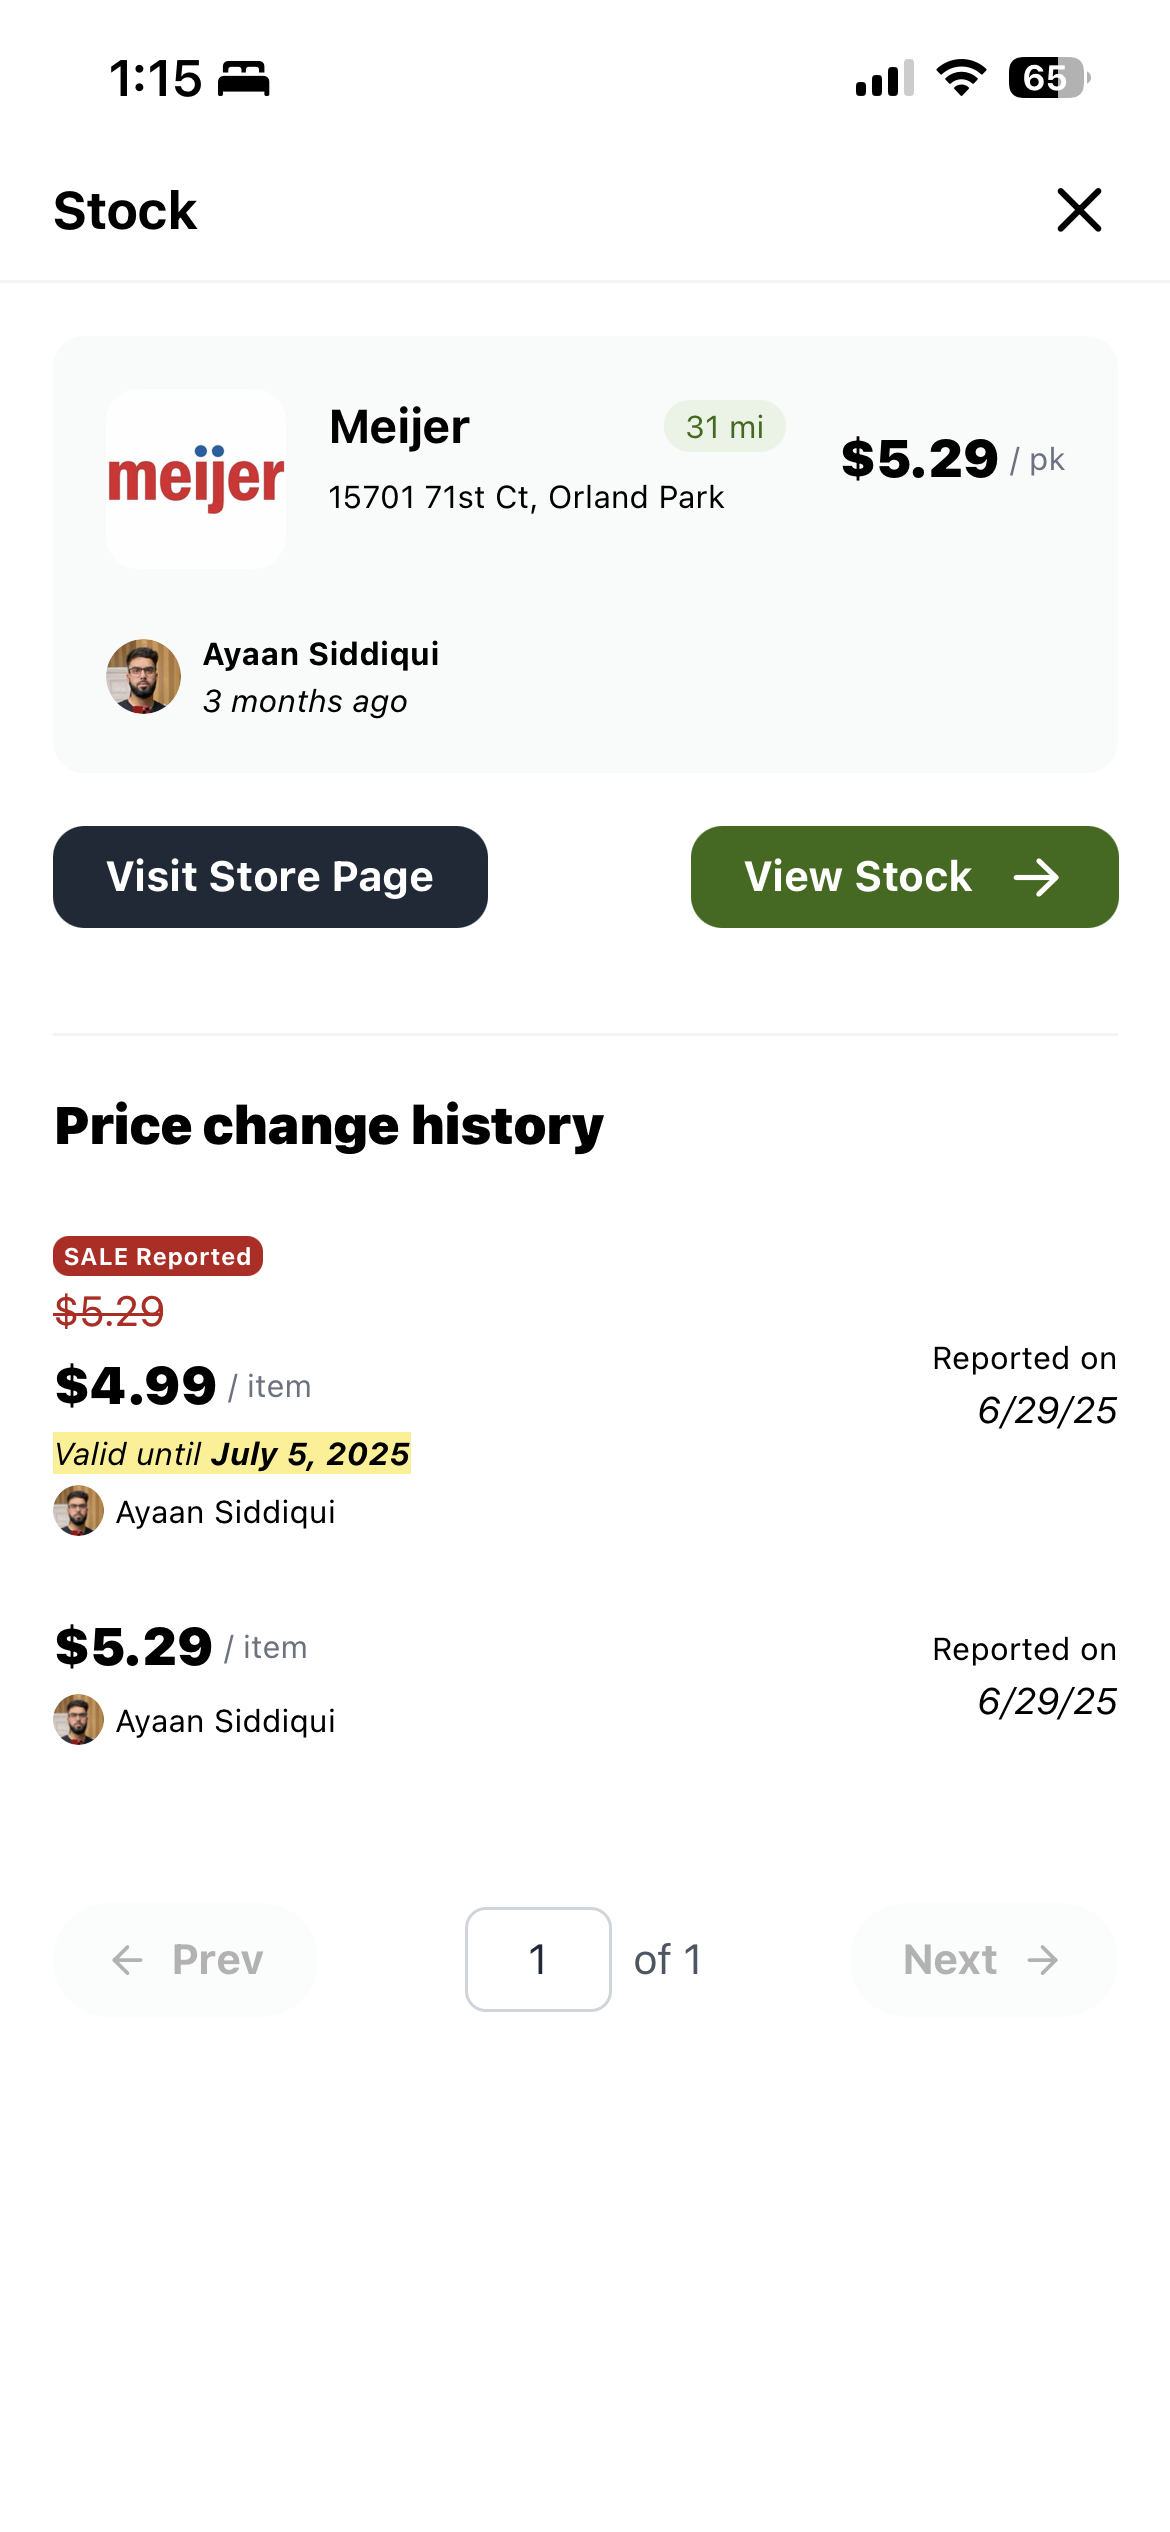 1:15
65
Stock
meijer
Meijer
31 mi
$5.29 / pk
15701 71st Ct, Orland Park
Ayaan Siddiqui
3 months ago
Visit Store Page
View Stock
Price change history
SALE Reported
$5.29
$4.99 / item
Reported on
6/29/25
Valid until July 5, 2025
Ayaan Siddiqui
$5.29 / item
Reported on
6/29/25
Ayaan Siddiqui
Prev
1 of 1
Next